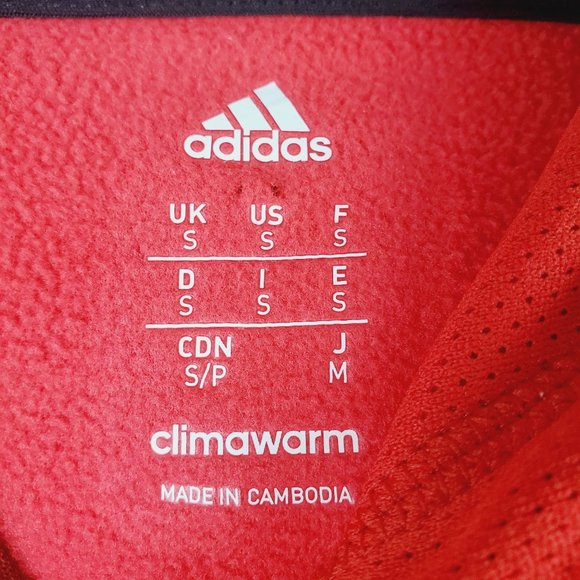 adidas
UK US F
S S S
D I E
S S S
CDN J
S/P M
climawarm
MADE IN CAMBODIA